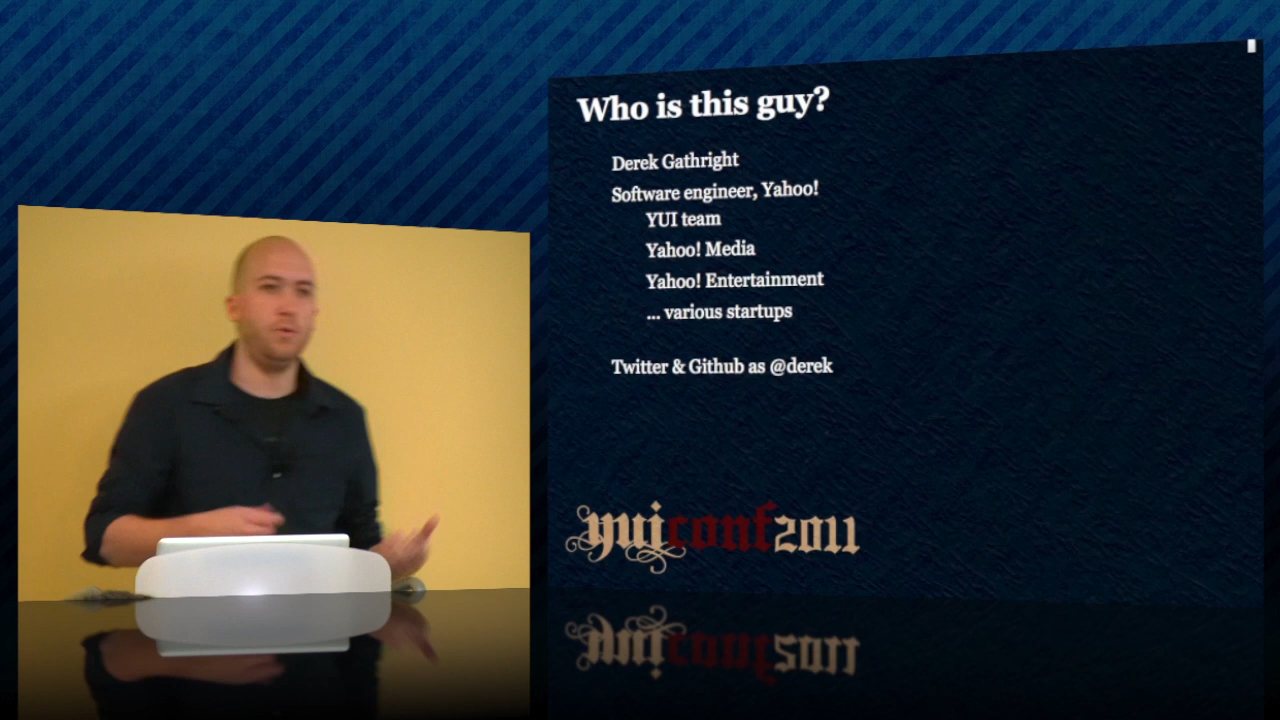 Who is this guy?
Derek Gathright
Software engineer, Yahoo!
YUI team
Yahoo! Media
Yahoo! Entertainment
... various startups
Twitter & Github as @derek
yuiconf2011